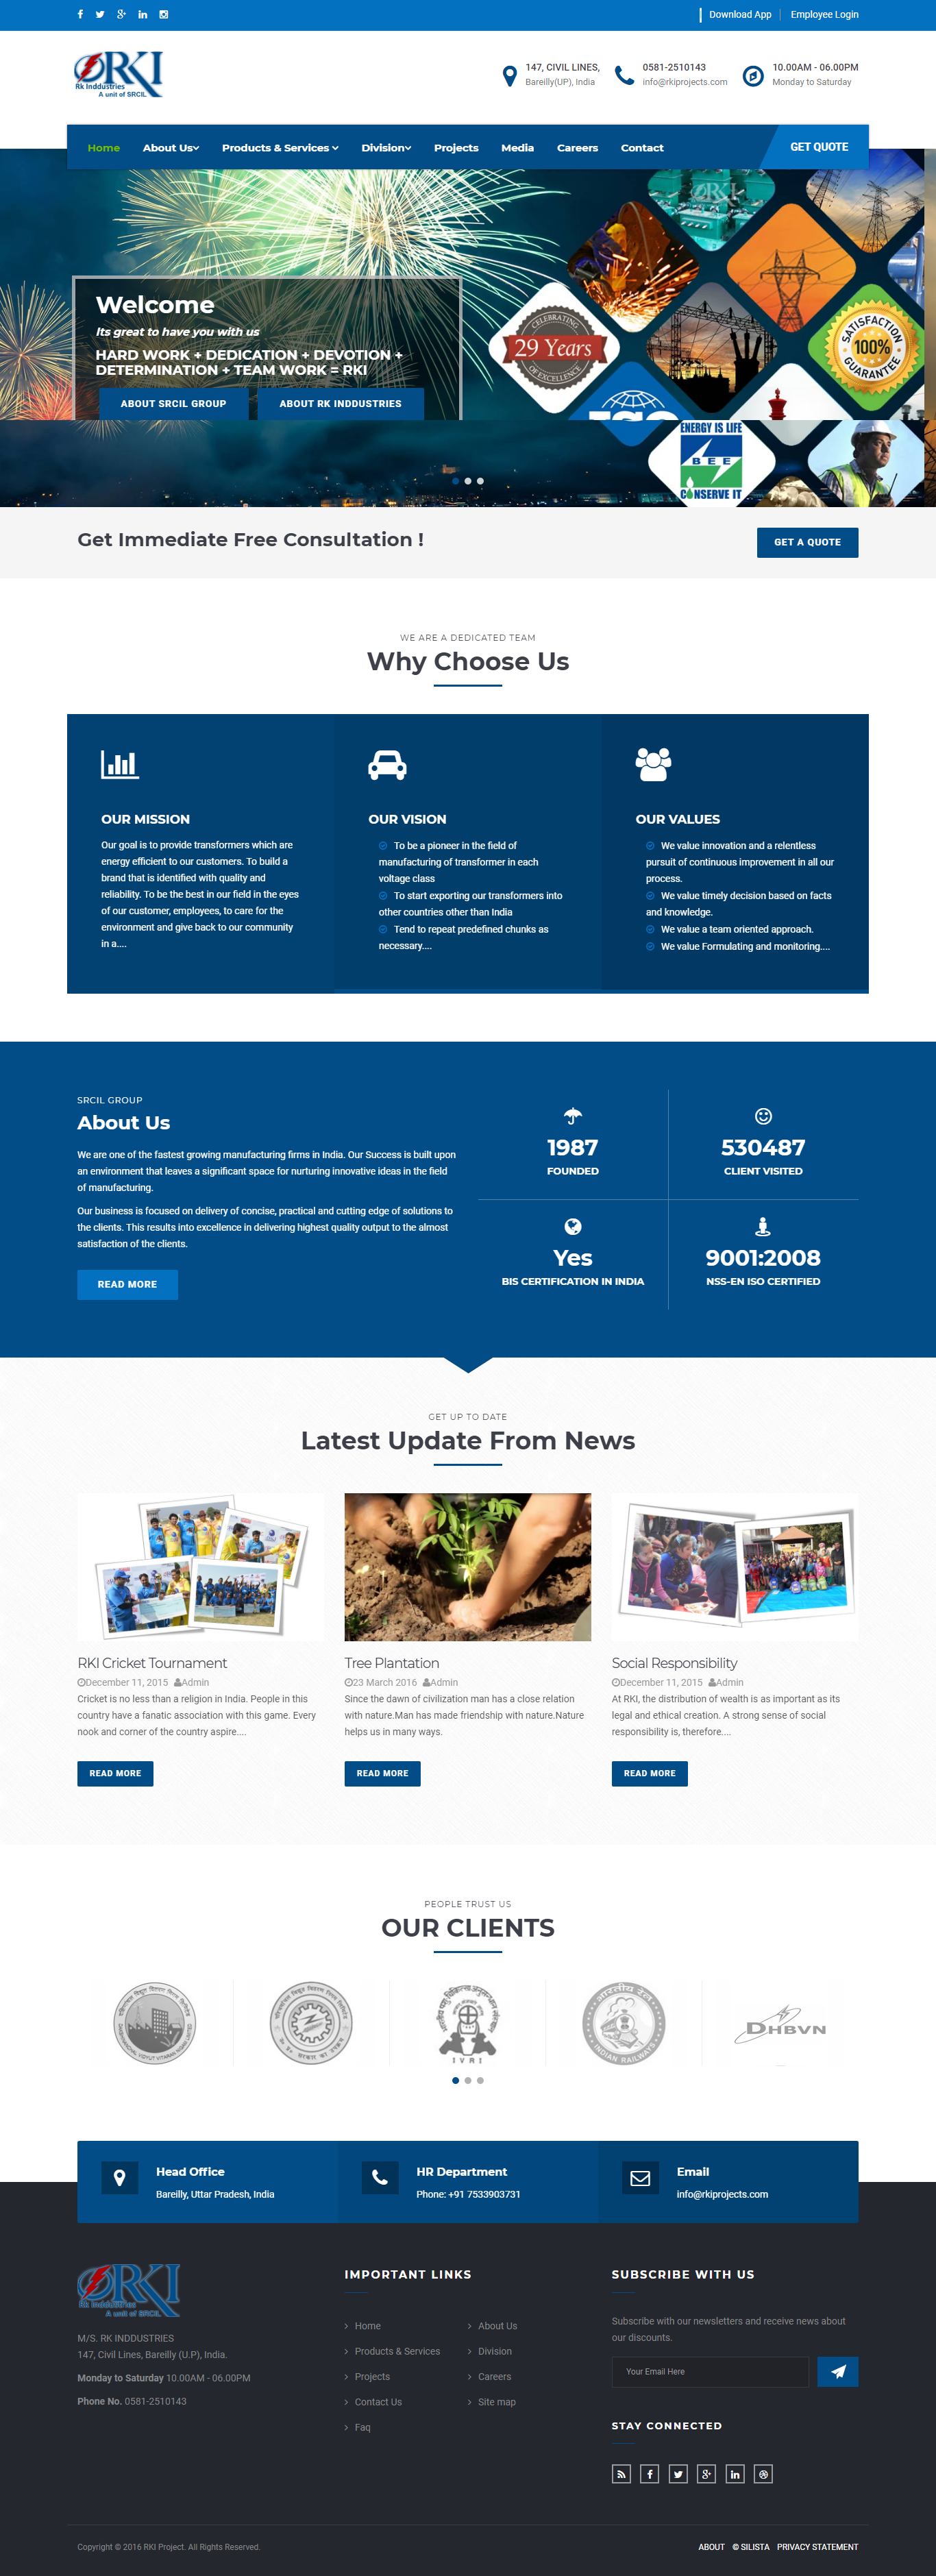 Download App
Employee Login
RKI
Rk Inddustries
A unit of SRCIL
147, CIVIL LINES,
Bareilly(UP), India
0581-2510143
info@rkiprojects.com
10.00AM - 06.00PM
Monday to Saturday
Home
About Us
Products & Services
Division
Projects
Media
Careers
Contact
GET QUOTE
Welcome
Its great to have you with us
HARD WORK + DEDICATION + DEVOTION +
DETERMINATION + TEAM WORK = RKI
ABOUT SRCIL GROUP
ABOUT RK INDDUSTRIES
CELEBRATING
29 Years
OF EXCELLENCE
SATISFACTION
100%
GUARANTEE
ISO
ENERGY IS LIFE
BEE
CONSERVE IT
Get Immediate Free Consultation !
GET A QUOTE
WE ARE A DEDICATED TEAM
Why Choose Us
OUR MISSION
Our goal is to provide transformers which are
energy efficient to our customers. To build a
brand that is identified with quality and
reliability. To be the best in our field in the eyes
of our customer, employees, to care for the
environment and give back to our community
in a....
OUR VISION
To be a pioneer in the field of
manufacturing of transformer in each
voltage class
To start exporting our transformers into
other countries other than India
Tend to repeat predefined chunks as
necessary....
OUR VALUES
We value innovation and a relentless
pursuit of continuous improvement in all our
process.
We value timely decision based on facts
and knowledge.
We value a team oriented approach.
We value Formulating and monitoring....
SRCIL GROUP
About Us
We are one of the fastest growing manufacturing firms in India. Our Success is built upon
an environment that leaves a significant space for nurturing innovative ideas in the field
of manufacturing.
Our business is focused on delivery of concise, practical and cutting edge of solutions to
the clients. This results into excellence in delivering highest quality output to the almost
satisfaction of the clients.
READ MORE
1987
FOUNDED
530487
CLIENT VISITED
Yes
BIS CERTIFICATION IN INDIA
9001:2008
NSS-EN ISO CERTIFIED
GET UP TO DATE
Latest Update From News
RKI Cricket Tournament
December 11, 2015 Admin
Cricket is no less than a religion in India. People in this
country have a fanatic association with this game. Every
nook and corner of the country aspire....
READ MORE
Tree Plantation
23 March 2016 Admin
Since the dawn of civilization man has a close relation
with nature.Man has made friendship with nature.Nature
helps us in many ways.
READ MORE
Social Responsibility
December 11, 2015 Admin
At RKI, the distribution of wealth is as important as its
legal and ethical creation. A strong sense of social
responsibility is, therefore....
READ MORE
PEOPLE TRUST US
OUR CLIENTS
IVRI
भारतीय रेल
INDIAN RAILWAYS
DHBVN
Head Office
Bareilly, Uttar Pradesh, India
HR Department
Phone: +91 7533903731
Email
info@rkiprojects.com
RKI
Rk Inddustries
A unit of SRCIL
M/S. RK INDDUSTRIES
147, Civil Lines, Bareilly (U.P), India.
Monday to Saturday 10.00AM - 06.00PM
Phone No. 0581-2510143
IMPORTANT LINKS
Home
About Us
Products & Services
Division
Projects
Careers
Contact Us
Site map
Faq
SUBSCRIBE WITH US
Subscribe with our newsletters and receive news about
our discounts.
Your Email Here
STAY CONNECTED
Copyright © 2016 RKI Project. All Rights Reserved.
ABOUT
© SILISTA
PRIVACY STATEMENT